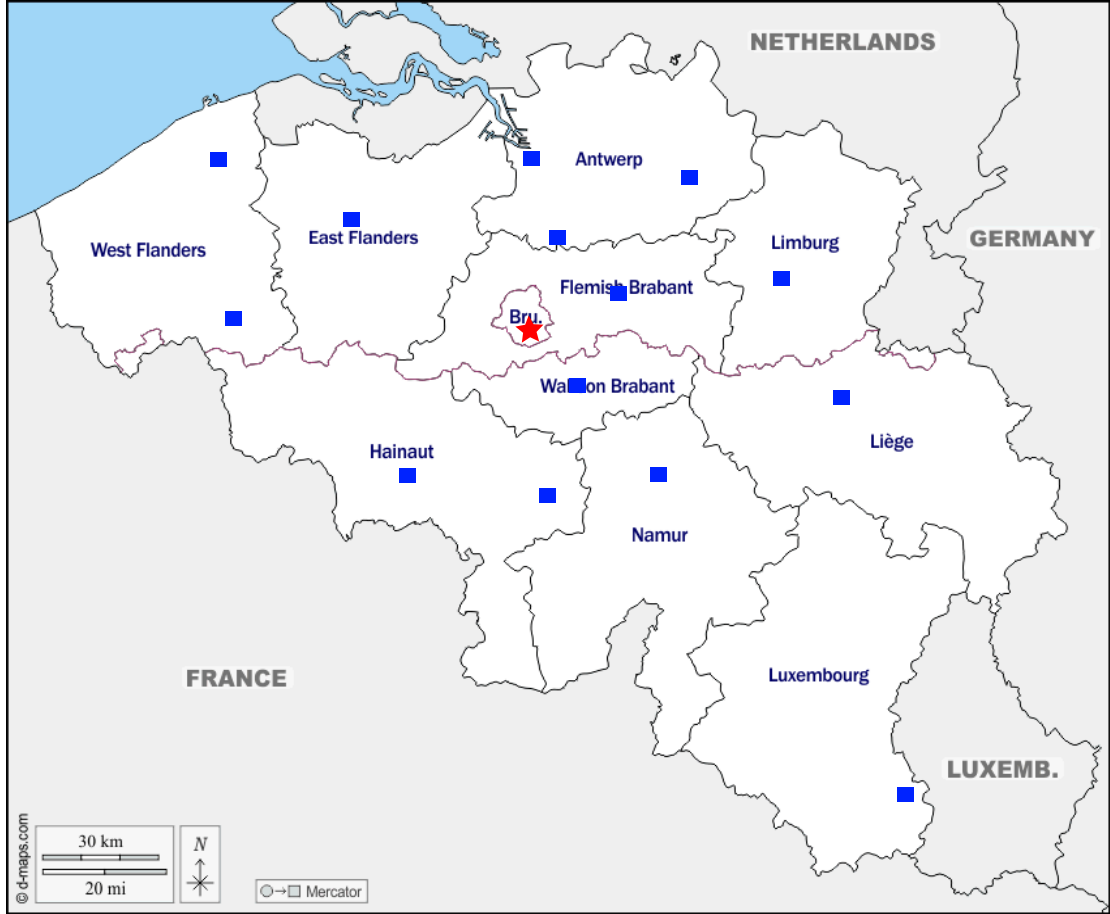 NETHERLANDS
Antwerp
West Flanders
East Flanders
Limburg
GERMANY
Flemish Brabant
Bru.
Walloon Brabant
Hainaut
Liège
Namur
FRANCE
Luxembourg
LUXEMB.
© d-maps.com
30 km
20 mi
N
Mercator